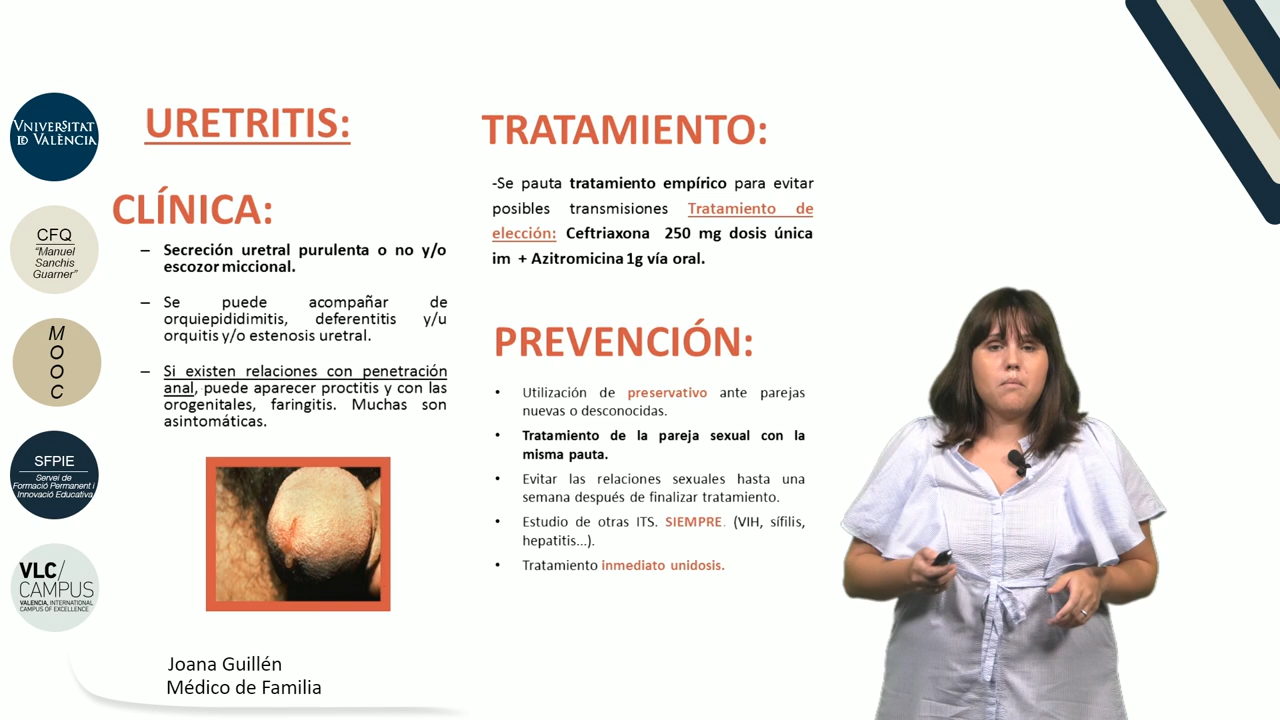 VNIVERSITAT
ID VALÈNCIA
CFQ
"Manuel
Sanchis
Guarner"
M
O
O
C
SFPIE
Servei de
Formació Permanent i
Innovació Educativa
VLC/
CAMPUS
VALENCIA, INTERNATIONAL
CAMPUS OF EXCELLENCE
URETRITIS:
CLÍNICA:
– Secreción uretral purulenta o no y/o
escozor miccional.
– Se puede acompañar de
orquiepididimitis, deferentitis y/u
orquitis y/o estenosis uretral.
– Si existen relaciones con penetración
anal, puede aparecer proctitis y con las
orogenitales, faringitis. Muchas son
asintomáticas.
Joana Guillén
Médico de Familia
TRATAMIENTO:
-Se pauta tratamiento empírico para evitar
posibles transmisiones Tratamiento de
elección: Ceftriaxona 250 mg dosis única
im + Azitromicina 1g vía oral.
PREVENCIÓN:
• Utilización de preservativo ante parejas
nuevas o desconocidas.
• Tratamiento de la pareja sexual con la
misma pauta.
• Evitar las relaciones sexuales hasta una
semana después de finalizar tratamiento.
• Estudio de otras ITS. SIEMPRE. (VIH, sífilis,
hepatitis...).
• Tratamiento inmediato unidosis.